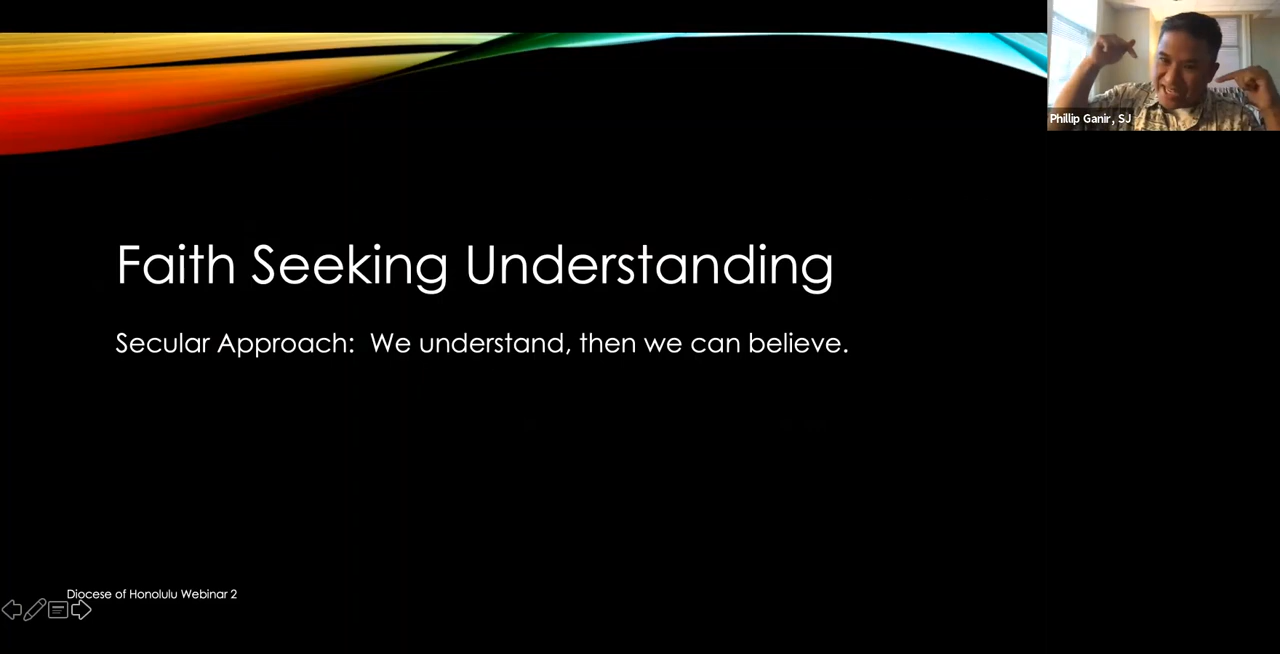 Phillip Ganir, SJ
Faith Seeking Understanding
Secular Approach:  We understand, then we can believe.
Diocese of Honolulu Webinar 2